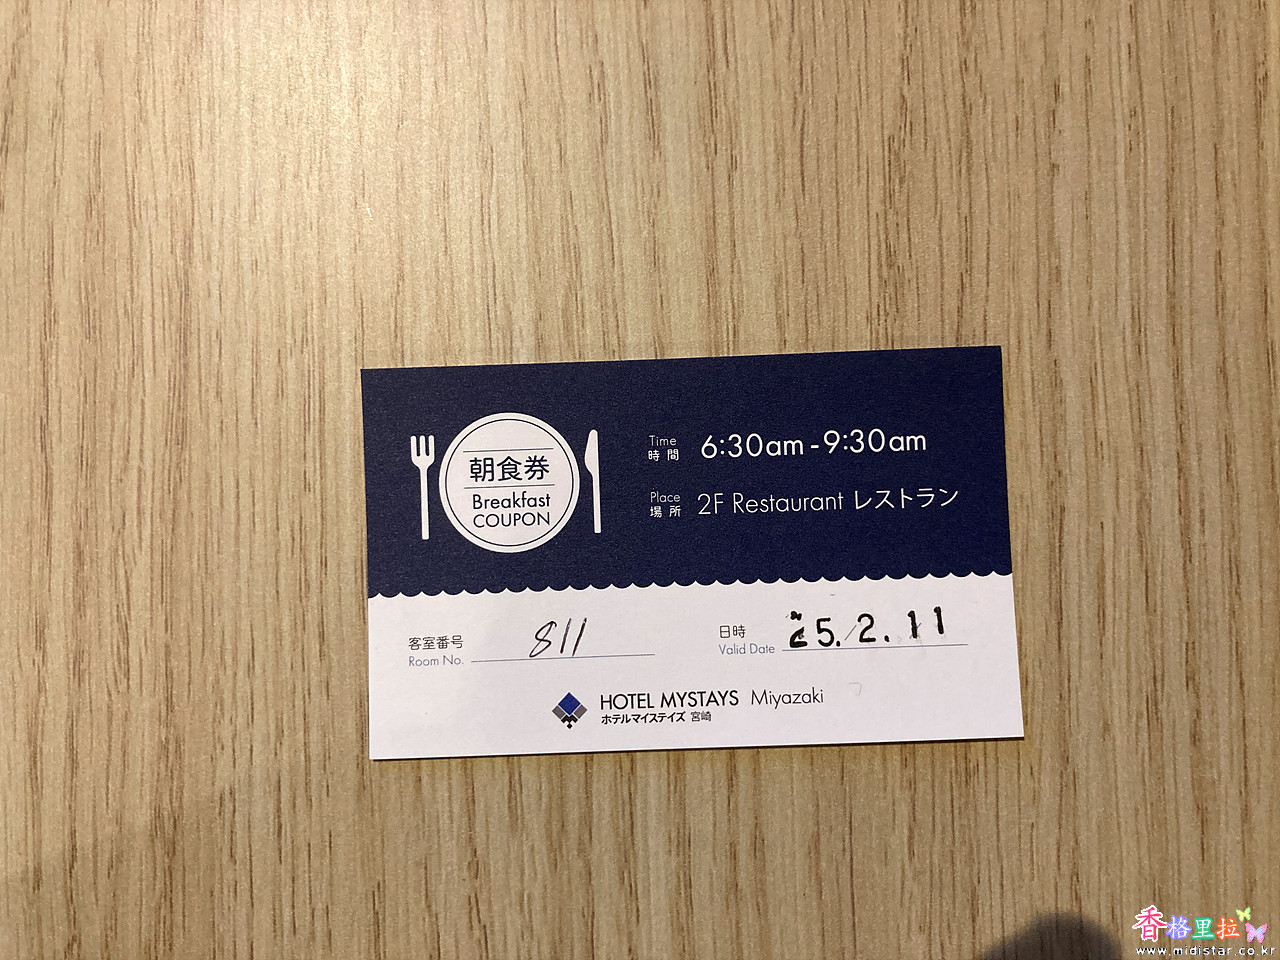 朝食券
Breakfast
COUPON
Time
時間
6:30am-9:30am
Place
場所
2F Restaurant レストラン
客室番号
Room No.
811
日時
Valid Date
25.2.11
HOTEL MYSTAYS Miyazaki
ホテルマイステイズ 宮崎
香格里拉
www.midistar.co.kr